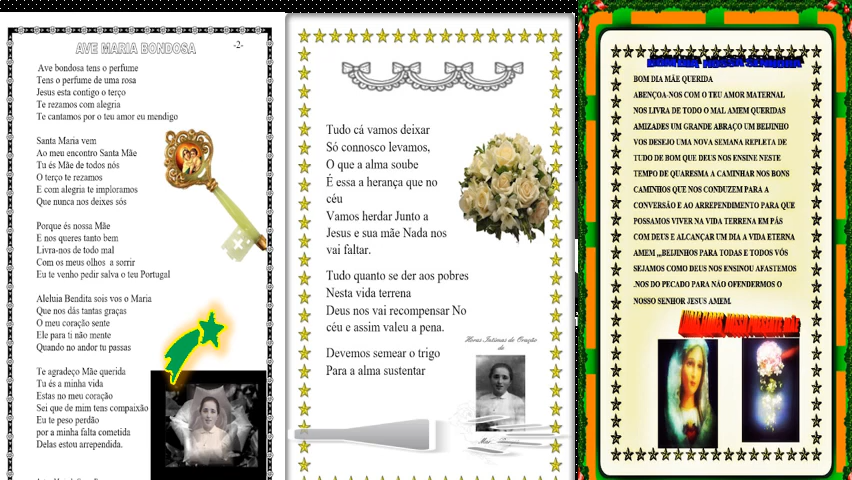 AVE MARIA BONDOSA
-2-
Ave bondosa tens o perfume
Tens o perfume de uma rosa
Jesus esta contigo o terço
Te rezamos com alegria
Te cantamos por o teu amor eu mendigo
Santa Maria vem
Ao meu encontro Santa Mãe
Tu és Mãe de todos nós
O terço te rezamos
E com alegria te imploramos
Que nunca nos deixes sós
Porque és nossa Mãe
E nos queres tanto bem
Livra-nos de todo mal
Com os meus olhos a sorrir
Eu te venho pedir salva o teu Portugal
Aleluia Bendita sois vos o Maria
Que nos dás tantas graças
O meu coração sente
Ele para ti não mente
Quando no andor tu passas
Te agradeço Mãe querida
Tu és a minha vida
Estas no meu coração
Sei que de mim tens compaixão
Eu te peso perdão
por a minha falta cometida
Delas estou arrependida.
Tudo cá vamos deixar
Só connosco levamos,
O que a alma soube
É essa a herança que no
céu
Vamos herdar Junto a
Jesus e sua mãe Nada nos
vai faltar.
Tudo quanto se der aos pobres
Nesta vida terrena
Deus nos vai recompensar No
céu e assim valeu a pena.
Devemos semear o trigo
Para a alma sustentar
Horas Intimas de Oração
de
BOM DIA NOSSA SENHORA
BOM DIA MÃE QUERIDA
ABENÇOA-NOS COM O TEU AMOR MATERNAL
NOS LIVRA DE TODO O MAL AMEM QUERIDAS
AMIZADES UM GRANDE ABRAÇO UM BEIJINHO
VOS DESEJO UMA NOVA SEMANA REPLETA DE
TUDO DE BOM QUE DEUS NOS ENSINE NESTE
TEMPO DE QUARESMA A CAMINHAR NOS BONS
CAMINHOS QUE NOS CONDUZEM PARA A
CONVERSÃO E AO ARREPENDIMENTO PARA QUE
POSSAMOS VIVER NA VIDA TERRENA EM PÁS
COM DEUS E ALCANÇAR UM DIA A VIDA ETERNA
AMEM ,,,BEIJINHOS PARA TODAS E TODOS VÓS
SEJAMOS COMO DEUS NOS ENSINOU AFASTEMOS
.NOS DO PECADO PARA NÃO OFENDERMOS O
NOSSO SENHOR JESUS AMEM.